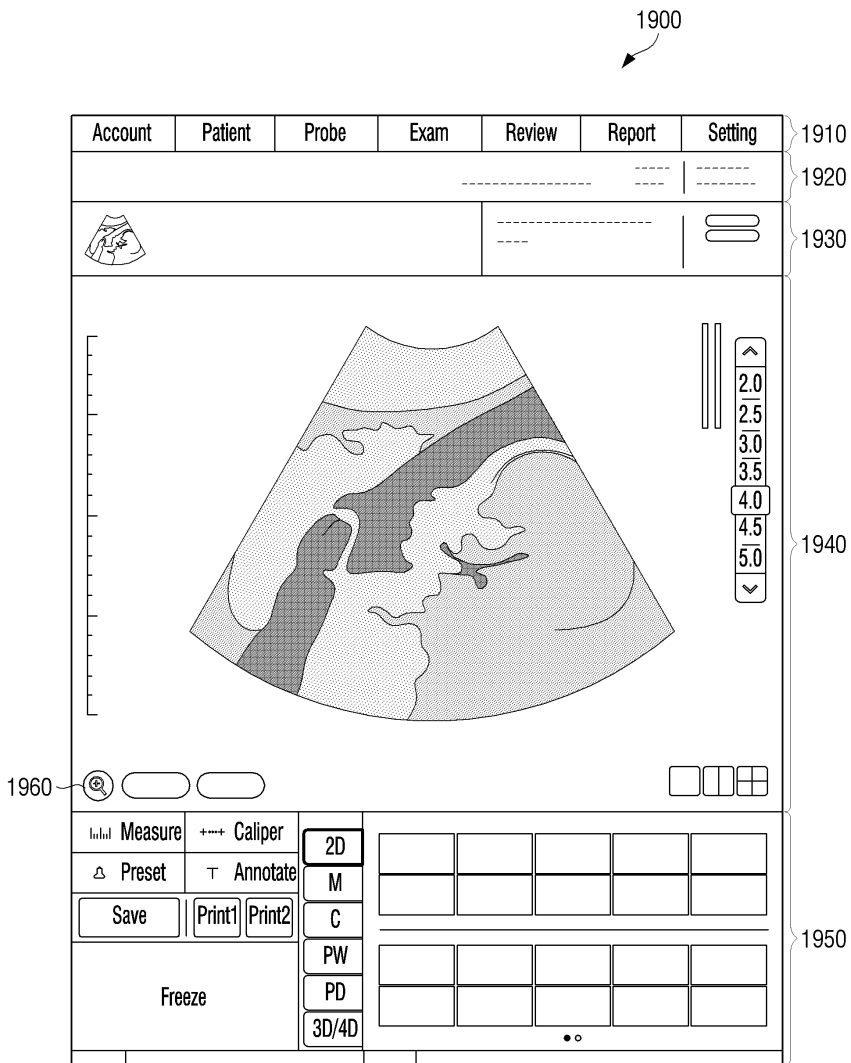 1900
Account Patient Probe Exam Review Report Setting 1910
1920
1930
2.0
2.5
3.0
3.5
4.0
4.5
5.0
1940
1960
Measure Caliper
Preset Annotate
Save Print1 Print2
Freeze
2D
M
C
PW
PD
3D/4D
1950